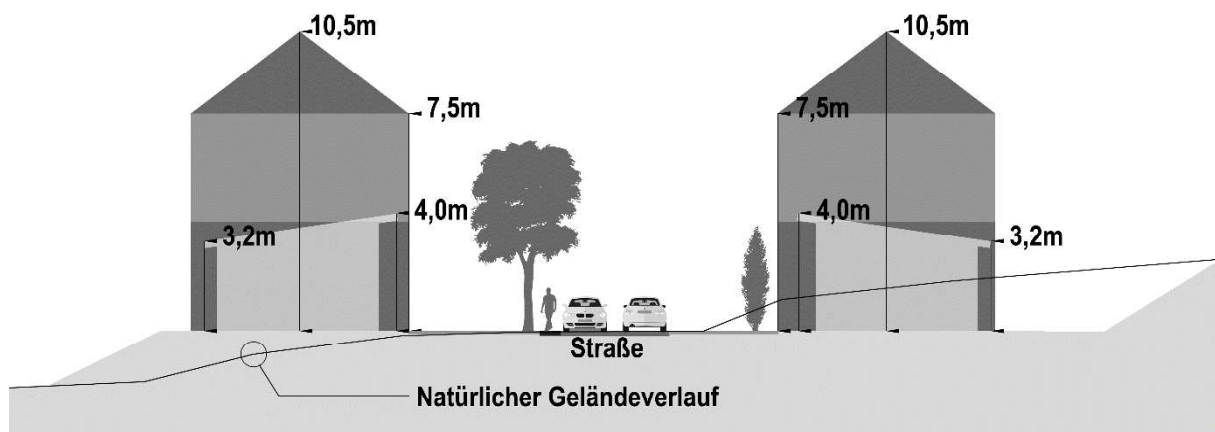 10,5m
10,5m
7,5m
7,5m
4,0m
4,0m
3,2m
3,2m
Straße
Natürlicher Geländeverlauf